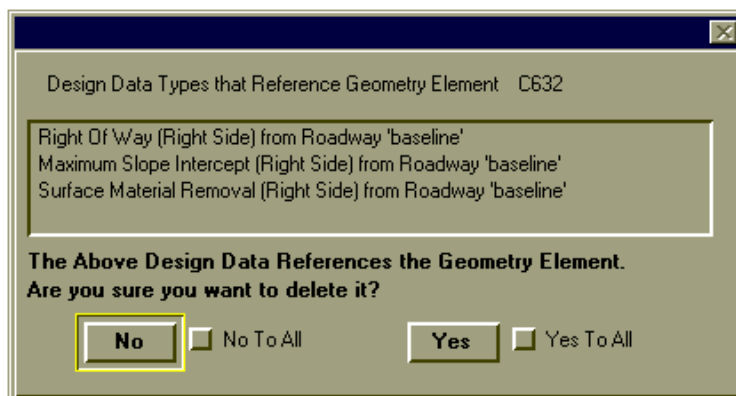 Design Data Types that Reference Geometry Element C632
Right Of Way (Right Side) from Roadway 'baseline'
Maximum Slope Intercept (Right Side) from Roadway 'baseline'
Surface Material Removal (Right Side) from Roadway 'baseline'
The Above Design Data References the Geometry Element.
Are you sure you want to delete it?
No No To All Yes Yes To All